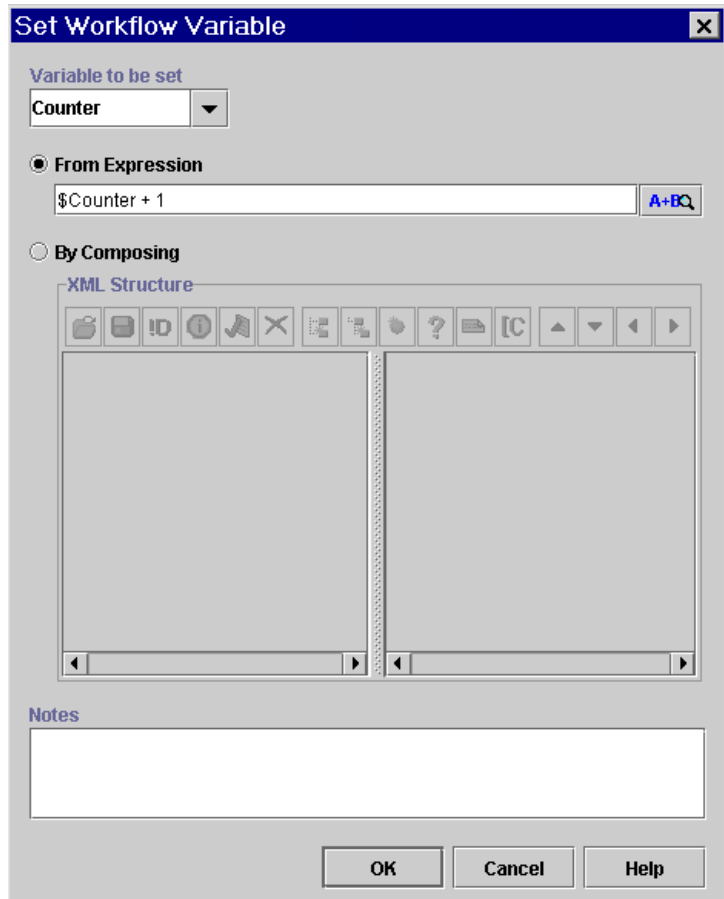 Set Workflow Variable
Variable to be set
Counter
From Expression
$Counter + 1
A+B
By Composing
XML Structure
!D
?
[C
Notes
OK
Cancel
Help